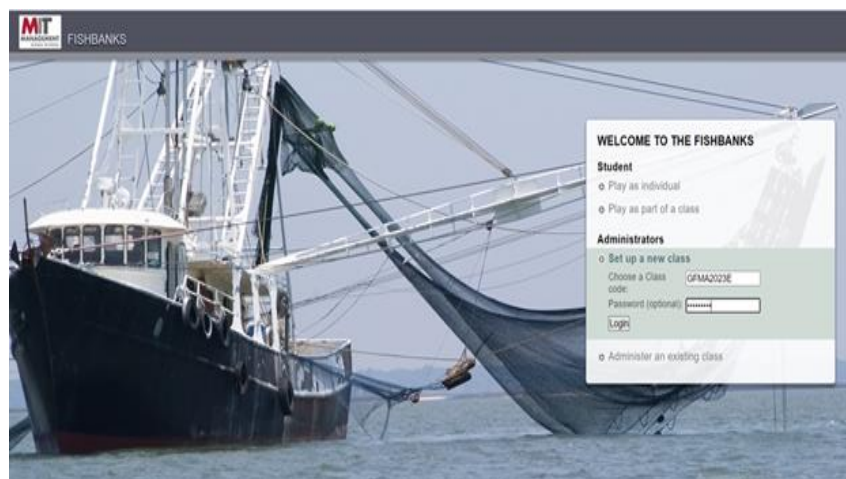 MIT
MANAGEMENT
FISHBANKS
WELCOME TO THE FISHBANKS
Student
Play as individual
Play as part of a class
Administrators
Set up a new class
Choose a Class
code:
GFMA2023E
Password (optional):
Login
Administer an existing class